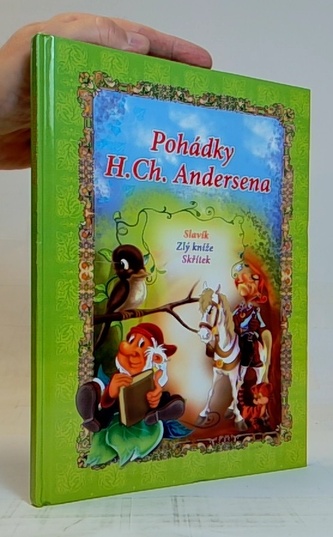 Pohádky
H.Ch. Andersena
Slavík
Zlý kníže
Skřítek